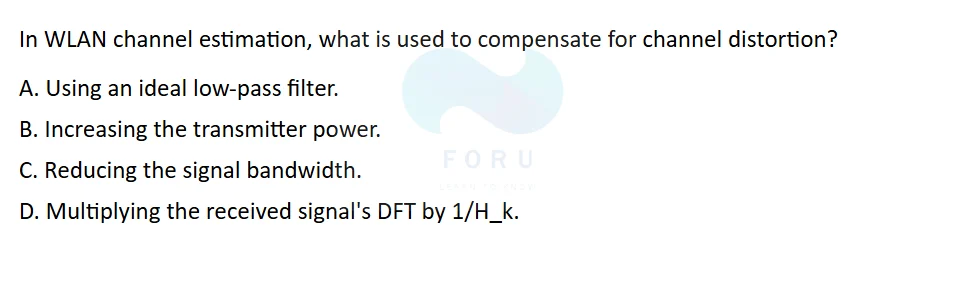 In WLAN channel estimation, what is used to compensate for channel distortion?
A. Using an ideal low-pass filter.
B. Increasing the transmitter power.
FORU
C. Reducing the signal bandwidth.
D. Multiplying the received signal's DFT by 1/H_k.